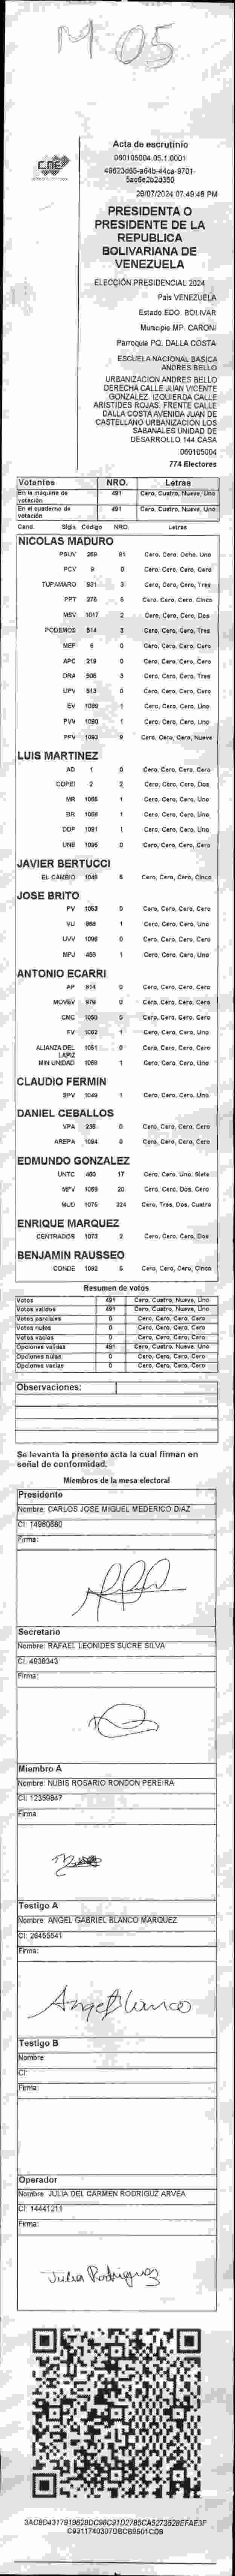 M-05
CNE
Acta de escrutinio
060105004.05.1.0001
28/07/2024 07:49:48 PM
PRESIDENTA O
PRESIDENTE DE LA
REPUBLICA
BOLIVARIANA DE
VENEZUELA
ELECCIÓN PRESIDENCIAL 2024
País VENEZUELA
Estado EDO. BOLIVAR
Municipio MP. CARONI
Parroquia PQ. DALLA COSTA
ESCUELA NACIONAL BASICA
ANDRES BELLO
URBANIZACION ANDRES BELLO
DERECHA CALLE JUAN VICENTE
GONZALEZ. IZQUIERDA CALLE
ARISTIDES ROJAS. FRENTE CALLE
DALLA COSTA AVENIDA JUAN DE
CASTELLANO URBANIZACION LOS
SABANALES UNIDAD DE
DESARROLLO 144 CASA
060105004
774 Electores
Votantes NRO. Letras
En la máquina de votación 491 Cero, Cuatro, Nueve, Uno
En el cuaderno de votación 491 Cero, Cuatro, Nueve, Uno
Cand. Sigls Código NRO. Letras
NICOLAS MADURO
PSUV 269 81 Cero, Cero, Ocho, Uno
PCV 9 0 Cero, Cero, Cero, Cero
TUPAMARO 931 3 Cero, Cero, Cero, Tres
PPT 278 5 Cero, Cero, Cero, Cinco
MSV 1017 2 Cero, Cero, Cero, Dos
PODEMOS 514 3 Cero, Cero, Cero, Tres
MEP 6 0 Cero, Cero, Cero, Cero
APC 219 0 Cero, Cero, Cero, Cero
ORA 506 3 Cero, Cero, Cero, Tres
UPV 513 0 Cero, Cero, Cero, Cero
EV 1089 1 Cero, Cero, Cero, Uno
PVV 1090 1 Cero, Cero, Cero, Uno
PFV 1093 9 Cero, Cero, Cero, Nueve
LUIS MARTINEZ
AD 1 0 Cero, Cero, Cero, Cero
COPEI 2 2 Cero, Cero, Cero, Dos
MR 1065 1 Cero, Cero, Cero, Uno
BR 1086 1 Cero, Cero, Cero, Uno
DDP 1091 1 Cero, Cero, Cero, Uno
UNE 1095 0 Cero, Cero, Cero, Cero
JAVIER BERTUCCI
EL CAMBIO 1048 5 Cero, Cero, Cero, Cinco
JOSE BRITO
PV 1053 0 Cero, Cero, Cero, Cero
VU 968 1 Cero, Cero, Cero, Uno
UVV 1096 0 Cero, Cero, Cero, Cero
MPJ 458 1 Cero, Cero, Cero, Uno
ANTONIO ECARRI
AP 914 0 Cero, Cero, Cero, Cero
MOVEV 979 0 Cero, Cero, Cero, Cero
CMC 1050 0 Cero, Cero, Cero, Cero
FV 1062 1 Cero, Cero, Cero, Uno
ALIANZA DEL LAPIZ 1051 0 Cero, Cero, Cero, Cero
MIN UNIDAD 1068 1 Cero, Cero, Cero, Uno
CLAUDIO FERMIN
SPV 1049 1 Cero, Cero, Cero, Uno
DANIEL CEBALLOS
VPA 236 0 Cero, Cero, Cero, Cero
AREPA 1094 0 Cero, Cero, Cero, Cero
EDMUNDO GONZALEZ
UNTC 480 17 Cero, Cero, Uno, Siete
MPV 1069 20 Cero, Cero, Dos, Cero
MUD 1075 324 Cero, Tres, Dos, Cuatro
ENRIQUE MARQUEZ
CENTRADOS 1073 2 Cero, Cero, Cero, Dos
BENJAMIN RAUSSEO
CONDE 1092 5 Cero, Cero, Cero, Cinco
Resumen de votos
Votos 491 Cero, Cuatro, Nueve, Uno
Votos validos 491 Cero, Cuatro, Nueve, Uno
Votos parciales 0 Cero, Cero, Cero, Cero
Votos nulos 0 Cero, Cero, Cero, Cero
Votos vacios 0 Cero, Cero, Cero, Cero
Opciones validas 491 Cero, Cuatro, Nueve, Uno
Opciones nulas 0 Cero, Cero, Cero, Cero
Opciones vacias 0 Cero, Cero, Cero, Cero
Observaciones:
Se levanta la presente acta la cual firman en
señal de conformidad.
Miembros de la mesa electoral
Presidente
Nombre: CARLOS JOSE MIGUEL MEDERICO DIAZ
CI: 14980680
Firma:
Secretario
Nombre: RAFAEL LEONIDES SUCRE SILVA
CI: 4938343
Firma:
Miembro A
Nombre: NUBIS ROSARIO RONDON PEREIRA
CI: 12359847
Firma:
Testigo A
Nombre: ANGEL GABRIEL BLANCO MARQUEZ
CI: 26455541
Firma:
Angel Blanco
Testigo B
Nombre:
CI:
Firma:
Operador
Nombre: JULIA DEL CARMEN RODRIGUZ ARVEA
CI: 14441211
Firma:
Julia Rodriguez